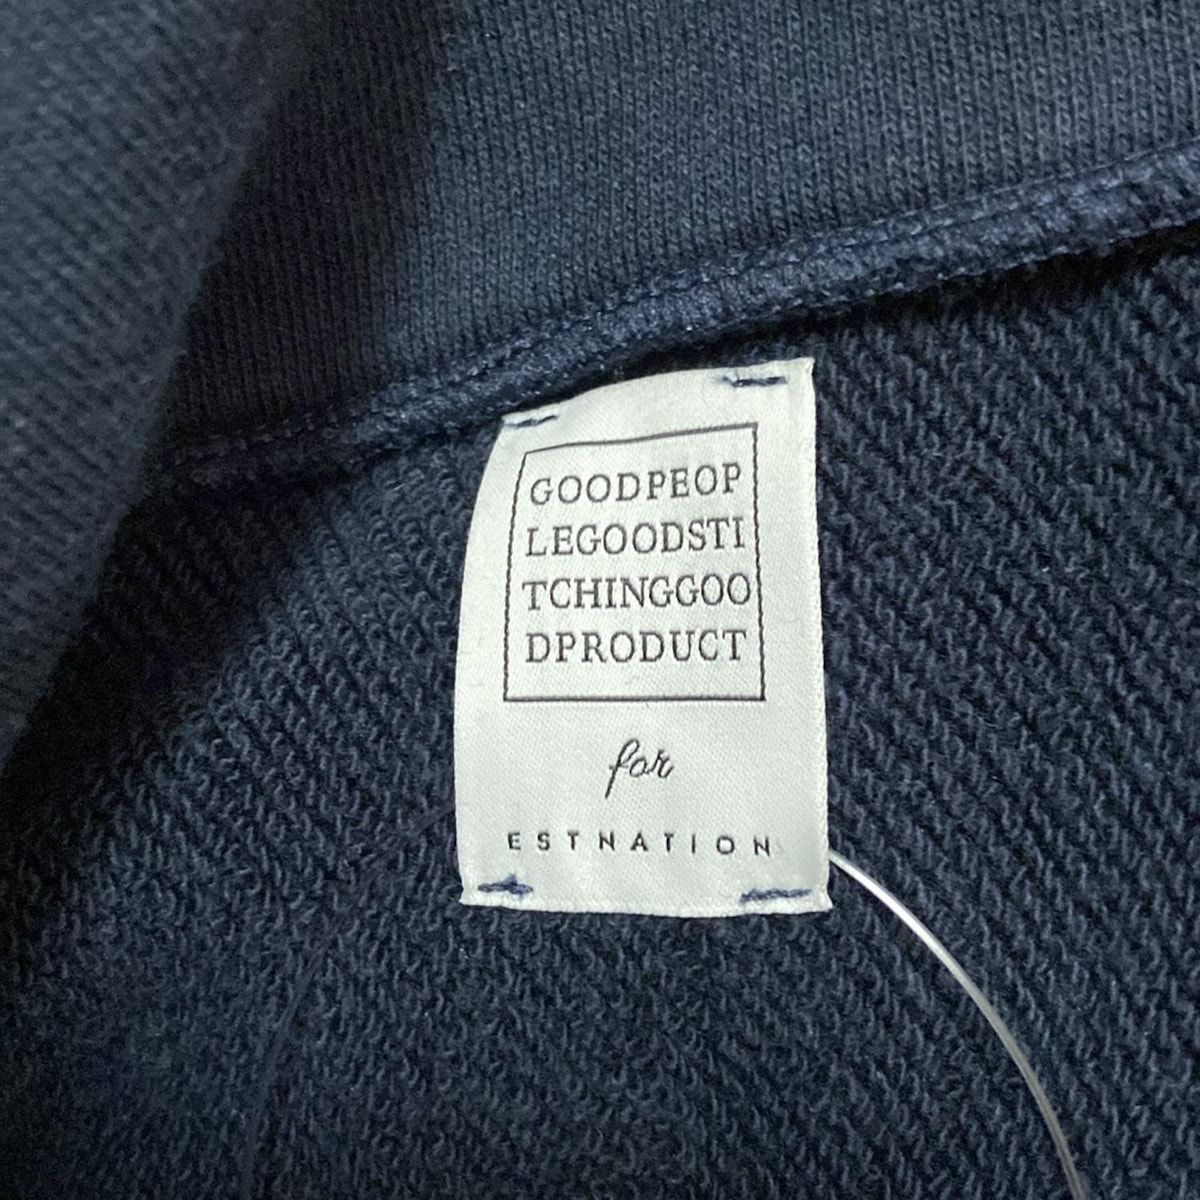 GOODPEOP
LEGOODSTI
TCHINGGOO
DPRODUCT
for
ESTNATION